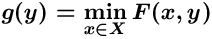 g(y) = min_{x∈X} F(x, y)